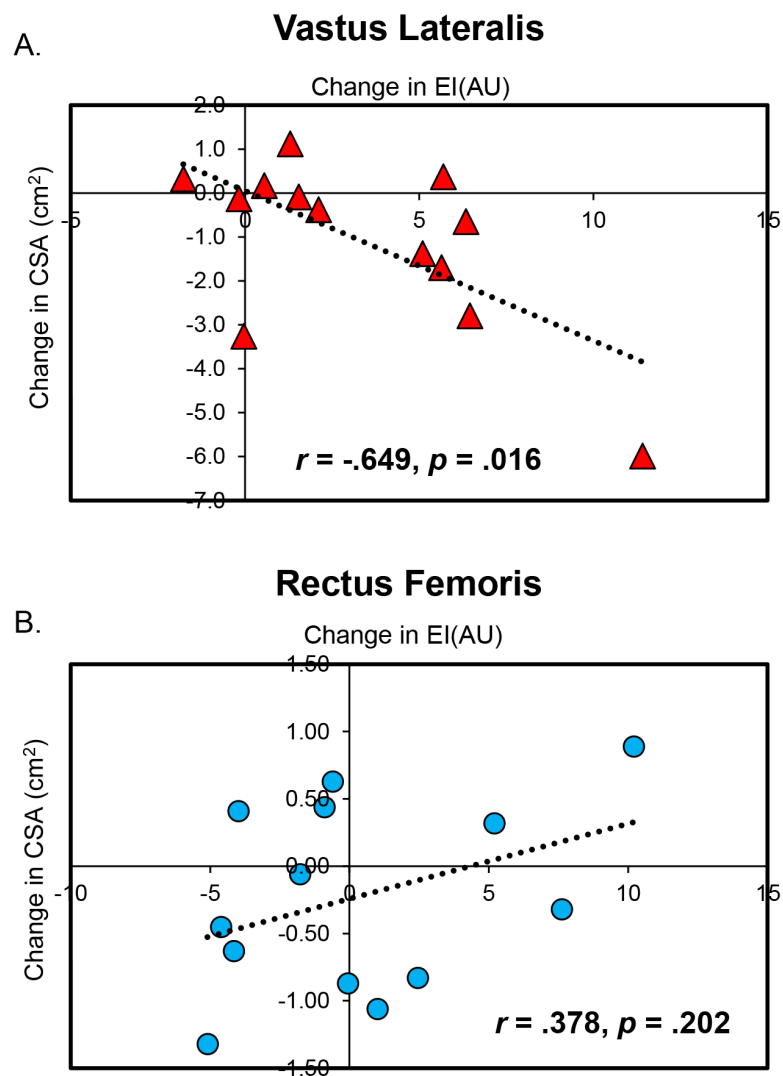 Vastus Lateralis
A.
Change in EI(AU)
2.0
1.0
0.0
-5 0 5 10 15
-1.0
-2.0
-3.0
-4.0
-5.0
-6.0
-7.0
Change in CSA (cm²)
r = -.649, p = .016
Rectus Femoris
B.
Change in EI(AU)
1.50
1.00
0.50
0.00
-10 -5 0 5 10 15
-0.50
-1.00
-1.50
Change in CSA (cm²)
r = .378, p = .202